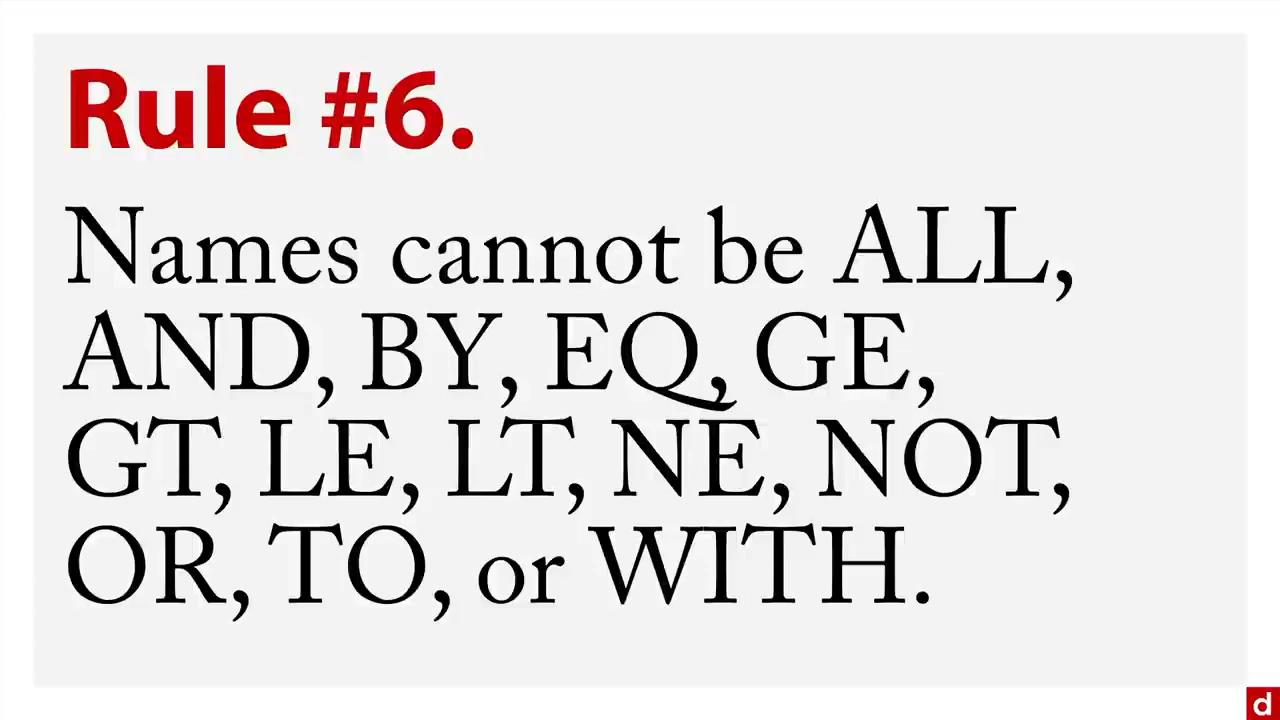 Rule #6.
Names cannot be ALL,
AND, BY, EQ, GE,
GT, LE, LT, NE, NOT,
OR, TO, or WITH.
d